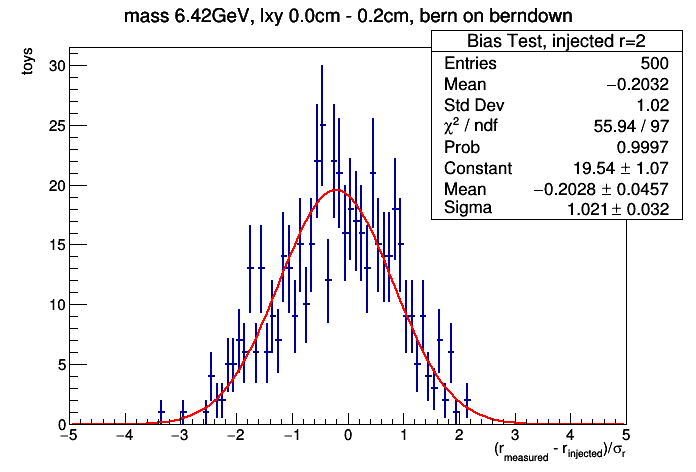 mass 6.42GeV, lxy 0.0cm - 0.2cm, bern on berndown
Bias Test, injected r=2
Entries 500
Mean −0.2032
Std Dev 1.02
χ² / ndf 55.94 / 97
Prob 0.9997
Constant 19.54 ± 1.07
Mean −0.2028 ± 0.0457
Sigma 1.021 ± 0.032
toys
30
25
20
15
10
5
0
−5 −4 −3 −2 −1 0 1 2 3 4 5
(r_measured - r_injected)/σ_r